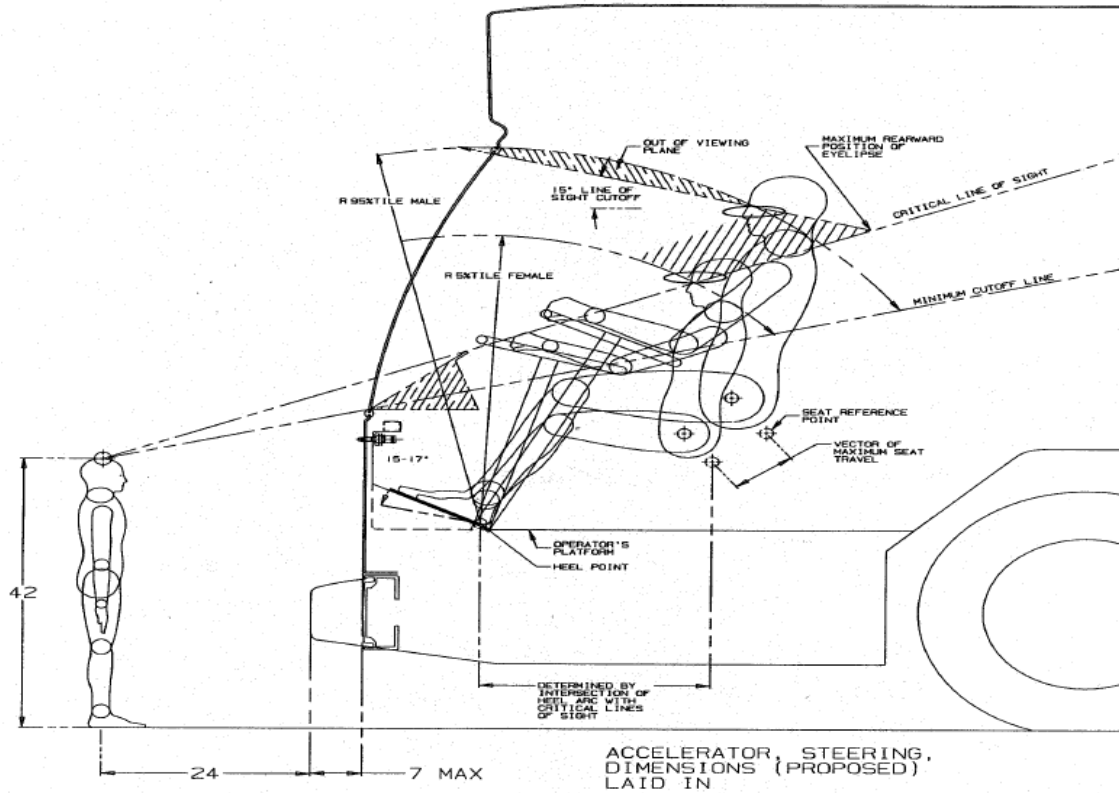 OUT OF VIEWING
PLANE
MAXIMUM REARWARD
POSITION OF
EYELIPSE
15° LINE OF
SIGHT CUTOFF
CRITICAL LINE OF SIGHT
R 95%TILE MALE
R 5%TILE FEMALE
MINIMUM CUTOFF LINE
SEAT REFERENCE
POINT
VECTOR OF
MAXIMUM SEAT
TRAVEL
15-17°
OPERATOR'S
PLATFORM
HEEL POINT
42
DETERMINED BY
INTERSECTION OF
HEEL ARC WITH
CRITICAL LINES
OF SIGHT
24
7 MAX
ACCELERATOR, STEERING,
DIMENSIONS (PROPOSED)
LAID IN